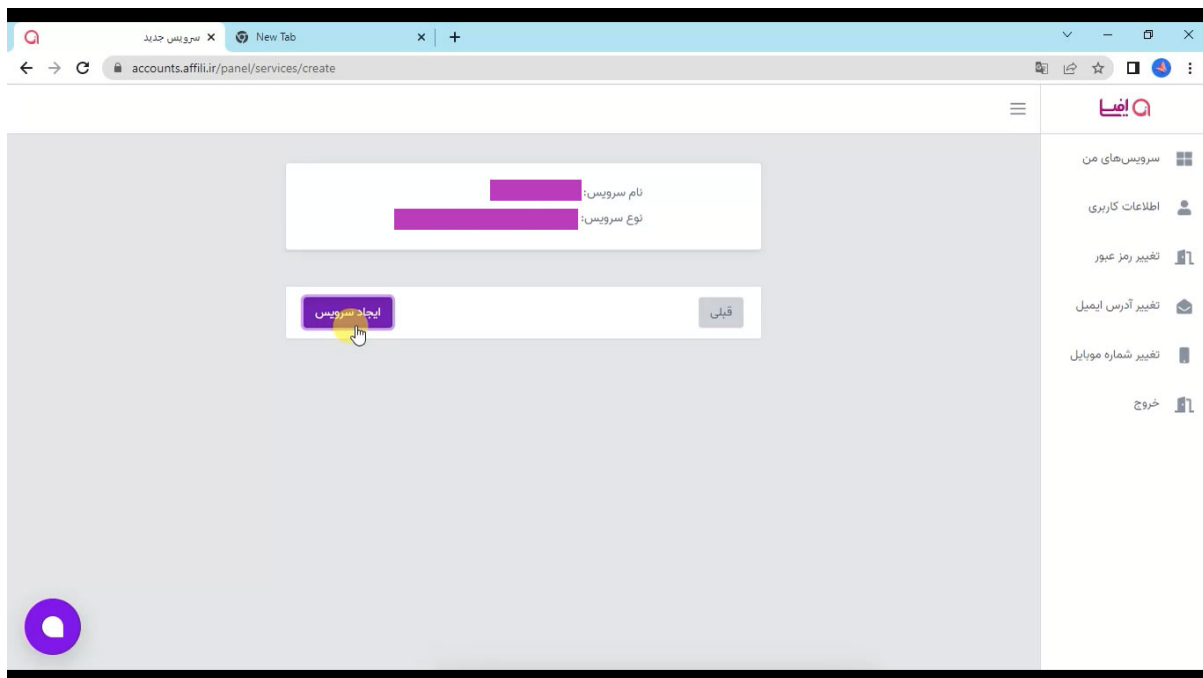 سرویس جدید
New Tab
accounts.affili.ir/panel/services/create
افیلی
سرویس‌های من
اطلاعات کاربری
تغییر رمز عبور
تغییر آدرس ایمیل
تغییر شماره موبایل
خروج
نام سرویس:
نوع سرویس:
قبلی
ایجاد سرویس